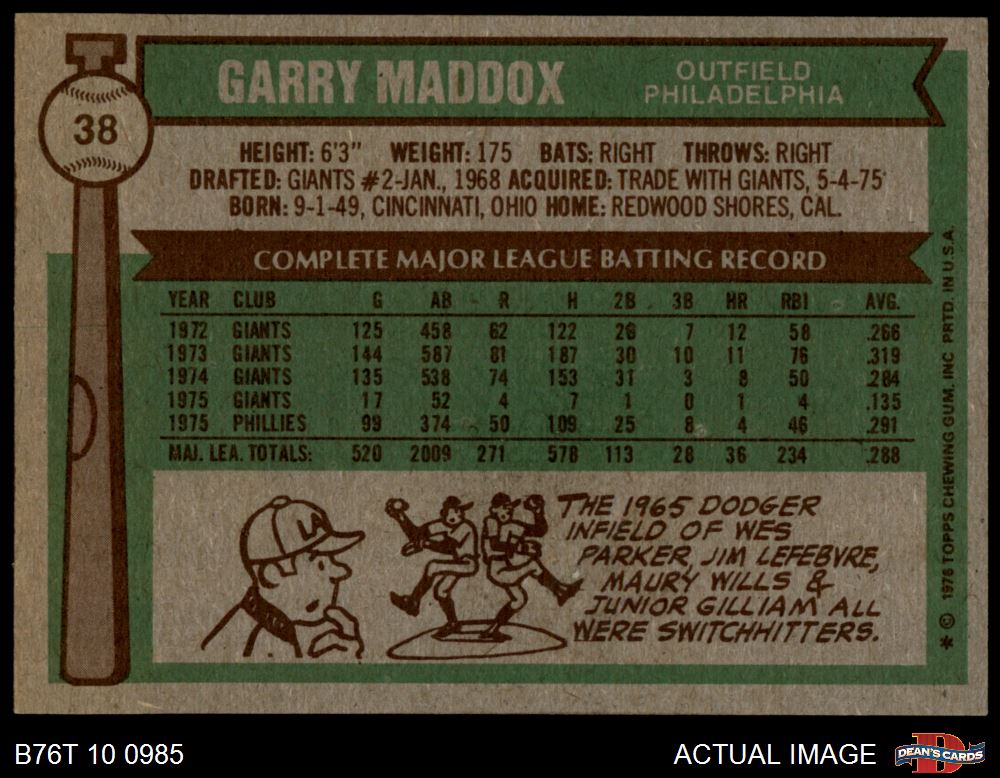 38
GARRY MADDOX
OUTFIELD
PHILADELPHIA
HEIGHT: 6'3" WEIGHT: 175 BATS: RIGHT THROWS: RIGHT
DRAFTED: GIANTS #2-JAN., 1968 ACQUIRED: TRADE WITH GIANTS, 5-4-75
BORN: 9-1-49, CINCINNATI, OHIO HOME: REDWOOD SHORES, CAL.
COMPLETE MAJOR LEAGUE BATTING RECORD
YEAR CLUB G AB R H 2B 3B HR RBI AVG.
1972 GIANTS 125 458 62 122 26 7 12 58 .266
1973 GIANTS 144 587 81 187 30 10 11 76 .319
1974 GIANTS 135 538 74 153 31 3 8 50 .284
1975 GIANTS 17 52 4 7 1 0 1 4 .135
1975 PHILLIES 99 374 50 109 25 8 4 46 .291
MAJ. LEA. TOTALS: 520 2009 271 578 113 28 36 234 .288
LA
THE 1965 DODGER
INFIELD OF WES
PARKER, JIM LEFEBVRE,
MAURY WILLS &
JUNIOR GILLIAM ALL
WERE SWITCHHITTERS.
* © 1976 TOPPS CHEWING GUM, INC. PRTD. IN U.S.A.
B76T 10 0985
ACTUAL IMAGE
DEAN'S CARDS